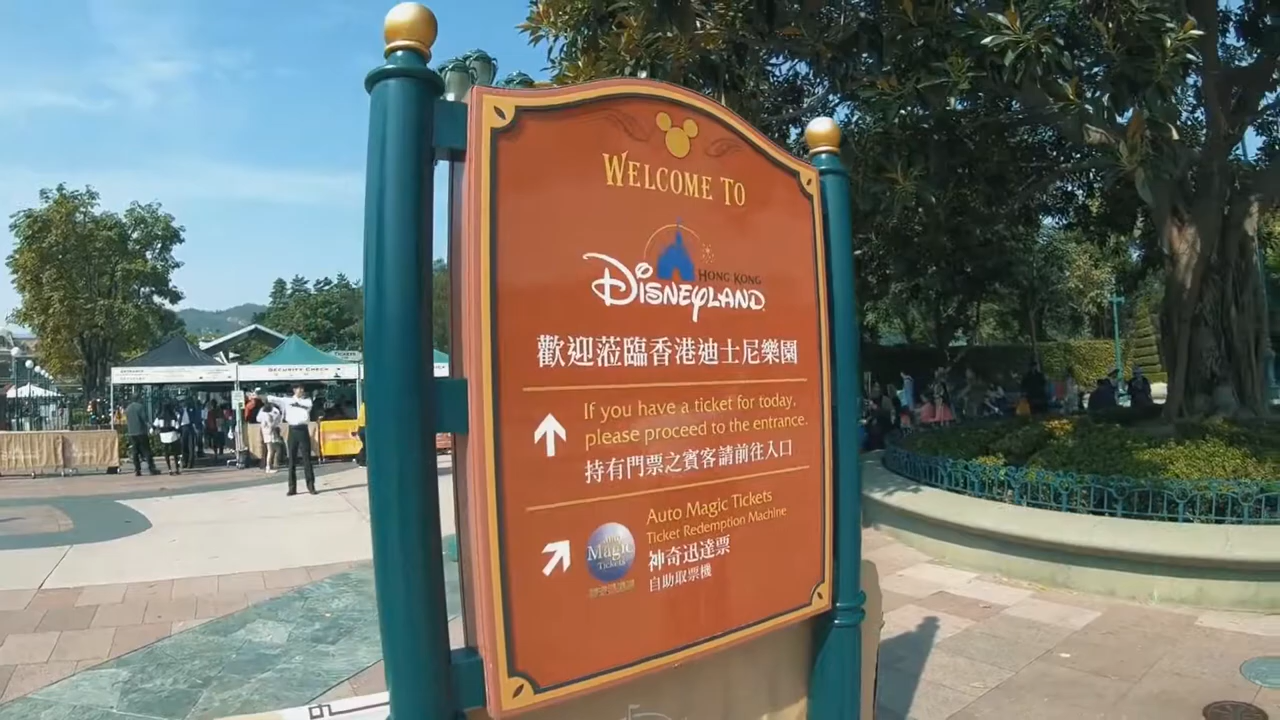 WELCOME TO
HONG KONG
DISNEYLAND
歡迎蒞臨香港迪士尼樂園
If you have a ticket for today,
please proceed to the entrance.
持有門票之賓客請前往入口
Auto Magic Tickets
Ticket Redemption Machine
神奇迅達票
自助取票機
Magic
Tickets
SECURITY CHECK